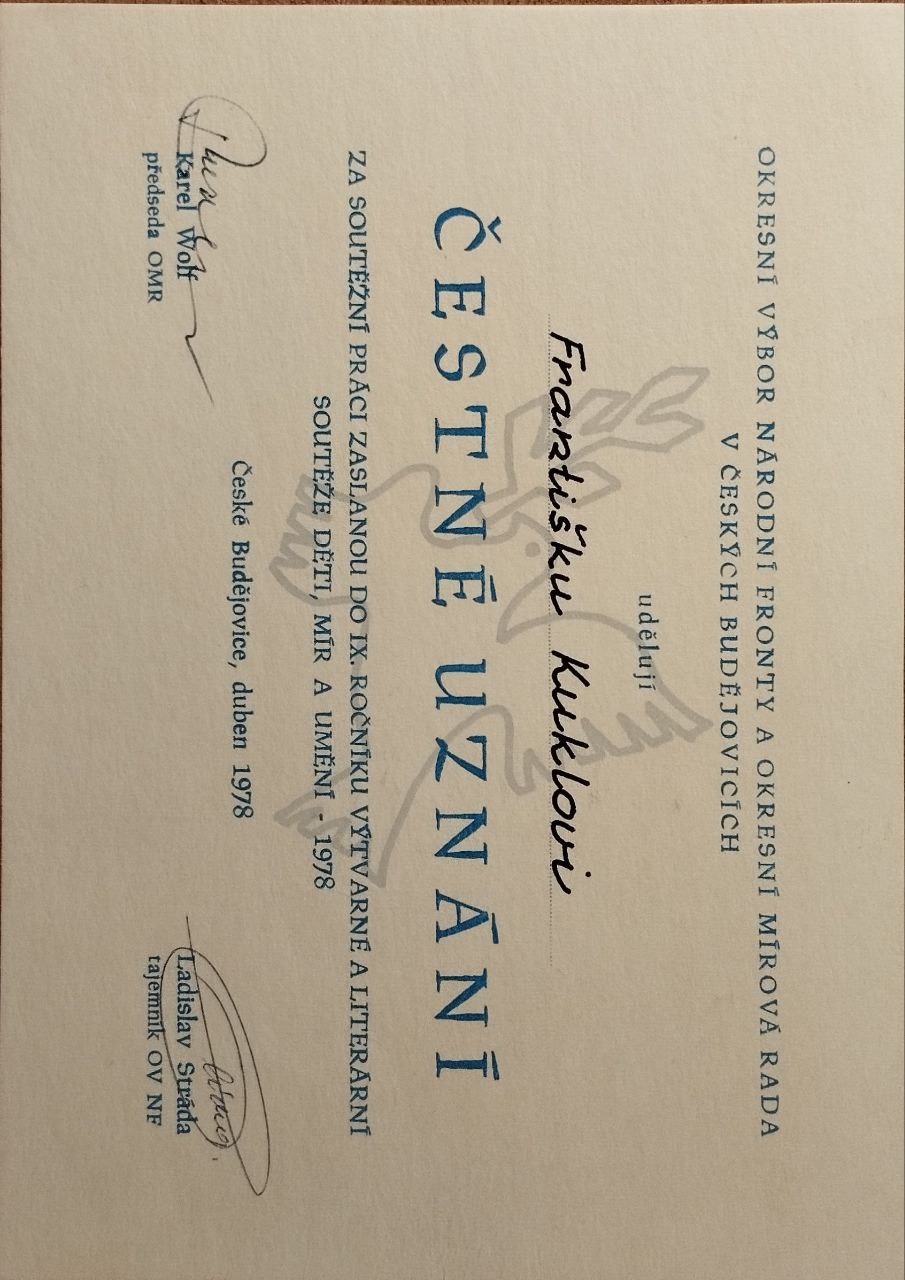 OKRESNÍ VÝBOR NÁRODNÍ FRONTY A OKRESNÍ MÍROVÁ RADA
V ČESKÝCH BUDĚJOVICÍCH
udělují
Františku Kuklovi
ČESTNÉ UZNÁNÍ
ZA SOUTĚŽNÍ PRÁCI ZASLANOU DO IX. ROČNÍKU VÝTVARNÉ A LITERÁRNÍ
SOUTĚŽE DĚTI, MÍR A UMĚNÍ - 1978
České Budějovice, duben 1978
Karel Wolf
předseda OMR
Ladislav Stráda
tajemník OV NF